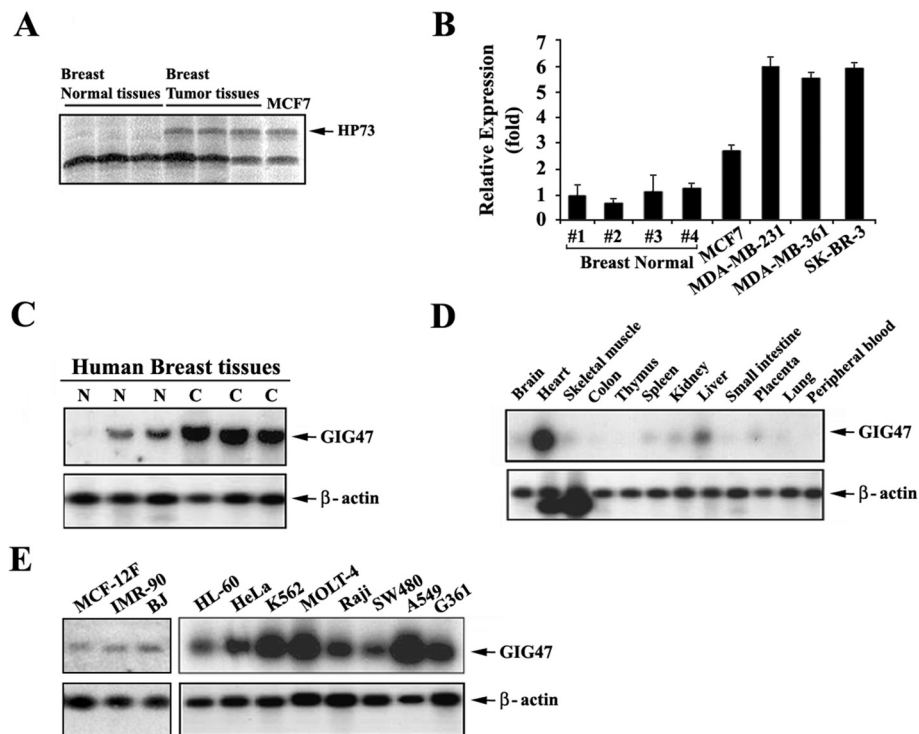 A
Breast
Normal tissues
Breast
Tumor tissues
MCF7
HP73
B
Relative Expression
(fold)
7
6
5
4
3
2
1
0
#1 #2 #3 #4
Breast Normal
MCF7
MDA-MB-231
MDA-MB-361
SK-BR-3
C
Human Breast tissues
N N N C C C
GIG47
β- actin
D
Brain
Heart
Skeletal muscle
Colon
Thymus
Spleen
Kidney
Liver
Small intestine
Placenta
Lung
Peripheral blood
GIG47
β- actin
E
MCF-12F
IMR-90
BJ
HL-60
HeLa
K562
MOLT-4
Raji
SW480
A549
G361
GIG47
β- actin